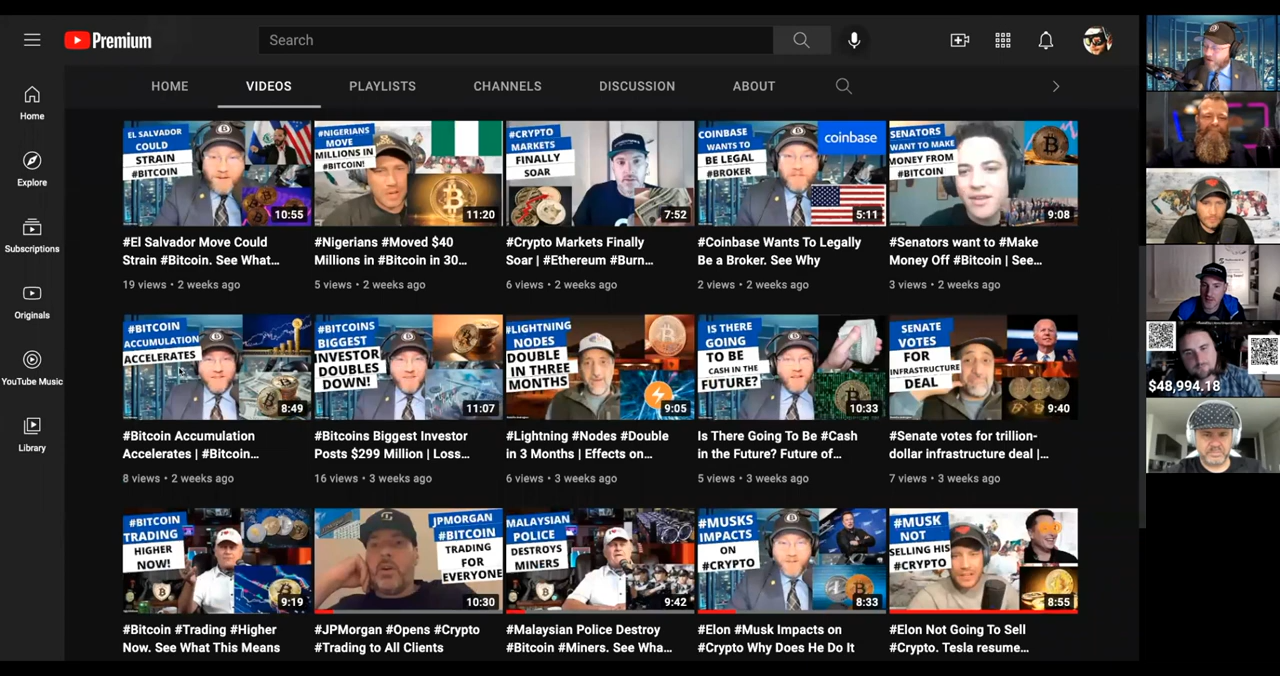 Premium
Search
HOME
VIDEOS
PLAYLISTS
CHANNELS
DISCUSSION
ABOUT
Home
Explore
Subscriptions
Originals
YouTube Music
Library
EL SALVADOR
COULD
STRAIN
#BITCOIN
10:55
#NIGERIANS
MOVE
MILLIONS IN
#BITCOIN!
11:20
#CRYPTO
MARKETS
FINALLY
SOAR
7:52
COINBASE
WANTS TO
BE LEGAL
#BROKER
coinbase
5:11
SENATORS
WANT TO MAKE
MONEY FROM
#BITCOIN
9:08
#El Salvador Move Could
Strain #Bitcoin. See What...
19 views • 2 weeks ago
#Nigerians #Moved $40
Millions in #Bitcoin in 30...
5 views • 2 weeks ago
#Crypto Markets Finally
Soar | #Ethereum #Burn...
6 views • 2 weeks ago
#Coinbase Wants To Legally
Be a Broker. See Why
2 views • 2 weeks ago
#Senators want to #Make
Money Off #Bitcoin | See...
3 views • 2 weeks ago
#BITCOIN
ACCUMULATION
ACCELERATES
8:49
#BITCOINS
BIGGEST
INVESTOR
DOUBLES
DOWN!
11:07
#LIGHTNING
NODES
DOUBLE
IN THREE
MONTHS
9:05
IS THERE
GOING
TO BE
CASH IN THE
FUTURE?
10:33
SENATE
VOTES
FOR
INFRASTRUCTURE
DEAL
9:40
#Bitcoin Accumulation
Accelerates | #Bitcoin...
8 views • 2 weeks ago
#Bitcoins Biggest Investor
Posts $299 Million | Loss...
16 views • 3 weeks ago
#Lightning #Nodes #Double
in 3 Months | Effects on...
6 views • 3 weeks ago
Is There Going To Be #Cash
in the Future? Future of...
5 views • 3 weeks ago
#Senate votes for trillion-
dollar infrastructure deal |...
7 views • 3 weeks ago
#BITCOIN
TRADING
HIGHER
NOW!
9:19
JPMORGAN
#BITCOIN
TRADING
FOR
EVERYONE
10:30
MALAYSIAN
POLICE
DESTROYS
MINERS
9:42
#MUSKS
IMPACTS
ON
#CRYPTO
8:33
#MUSK
NOT
SELLING HIS
#CRYPTO
8:55
#Bitcoin #Trading #Higher
Now. See What This Means
#JPMorgan #Opens #Crypto
#Trading to All Clients
#Malaysian Police Destroy
#Bitcoin #Miners. See Wha...
#Elon #Musk Impacts on
#Crypto Why Does He Do It
#Elon Not Going To Sell
#Crypto. Tesla resume...
$48,994.18